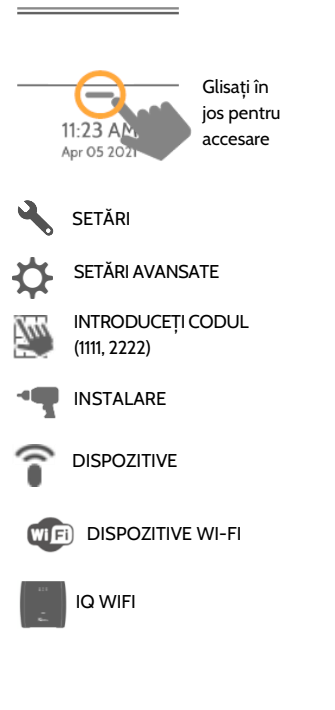 Glisați în
jos pentru
accesare
11:23 AM
Apr 05 2021
SETĂRI
SETĂRI AVANSATE
INTRODUCEȚI CODUL
(1111, 2222)
INSTALARE
DISPOZITIVE
WiFi DISPOZITIVE WI-FI
IQ WIFI